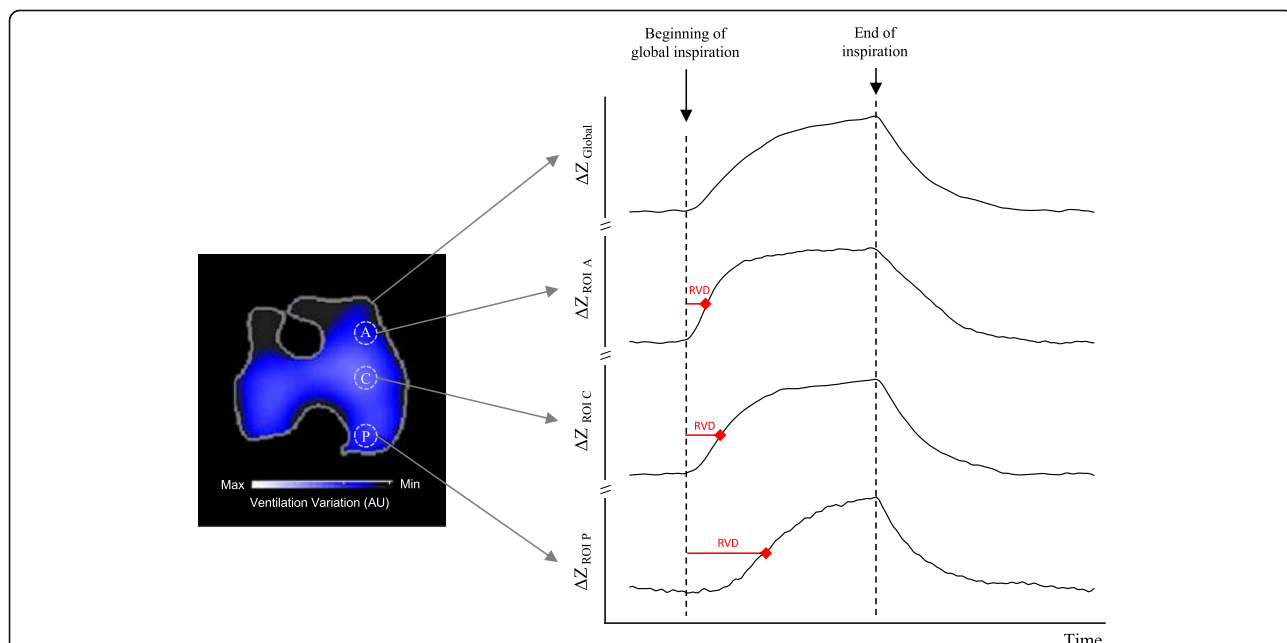 Beginning of
global inspiration
End of
inspiration
ΔZ Global
ΔZ ROI A
RVD
ΔZ ROI C
RVD
ΔZ ROI P
RVD
Time
A
C
P
Max
Min
Ventilation Variation (AU)